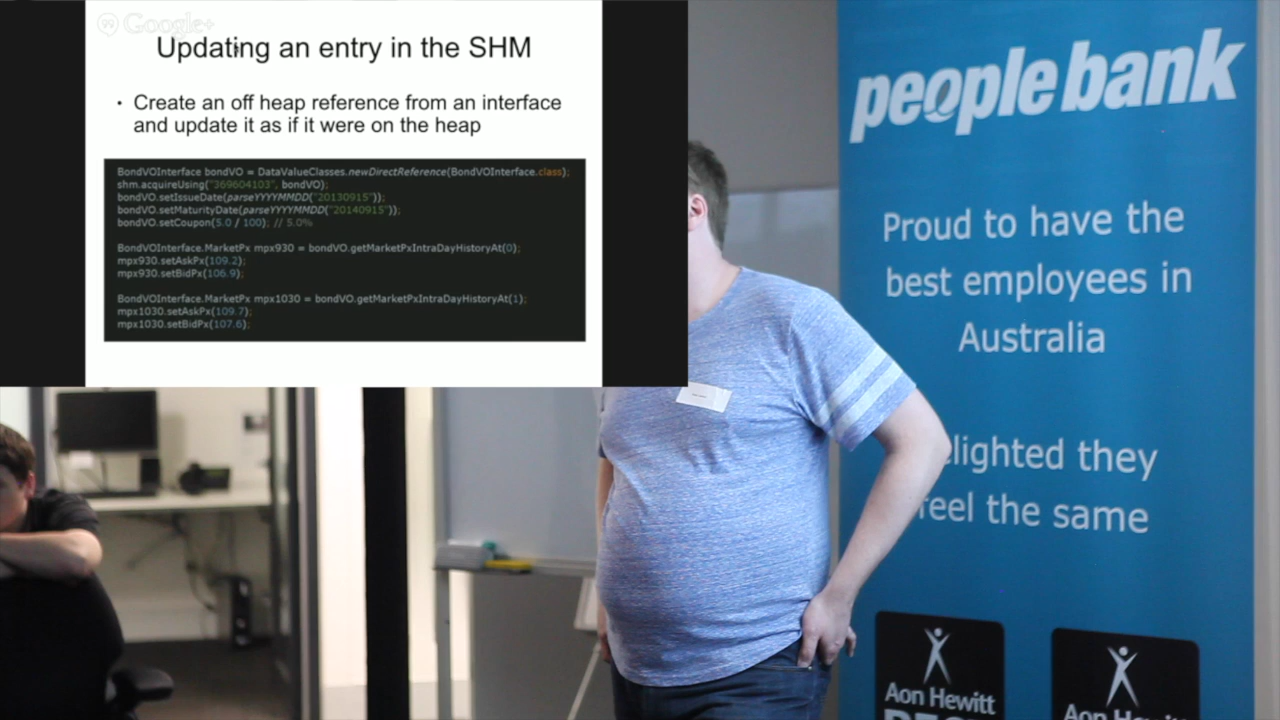 Google+
Updating an entry in the SHM
• Create an off heap reference from an interface
and update it as if it were on the heap
BondVOInterface bondVO = DataValueClasses.newDirectReference(BondVOInterface.class);
shm.acquireUsing("369604103", bondVO);
bondVO.setIssueDate(parseYYYYMMDD("20130915"));
bondVO.setMaturityDate(parseYYYYMMDD("20140915"));
bondVO.setCoupon(5.0 / 100); // 5.0%
BondVOInterface.MarketPx mpx930 = bondVO.getMarketPxIntraDayHistoryAt(0);
mpx930.setAskPx(109.2);
mpx930.setBidPx(106.9);
BondVOInterface.MarketPx mpx1030 = bondVO.getMarketPxIntraDayHistoryAt(1);
mpx1030.setAskPx(109.7);
mpx1030.setBidPx(107.6);
peoplebank
Proud to have the
best employees in
Australia
elighted they
feel the same
Aon Hewitt
Aon Hewitt